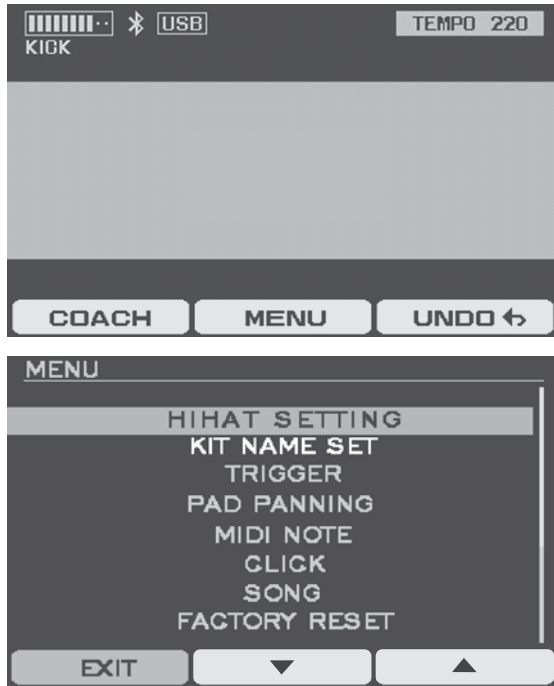 USB TEMPO 220
KICK
COACH MENU UNDO
MENU
HIHAT SETTING
KIT NAME SET
TRIGGER
PAD PANNING
MIDI NOTE
CLICK
SONG
FACTORY RESET
EXIT